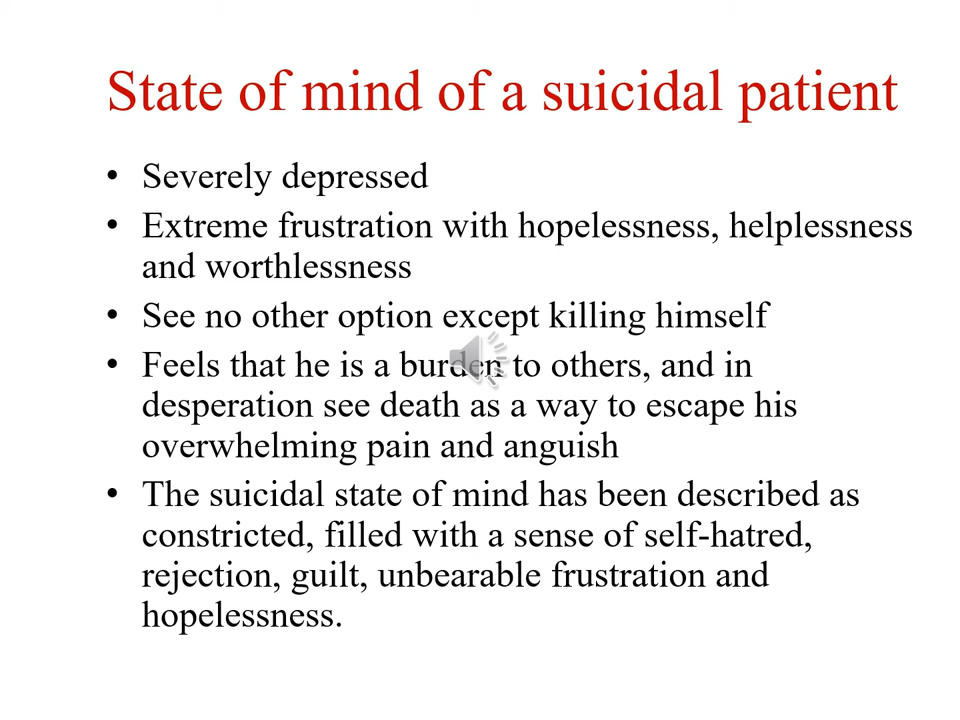 State of mind of a suicidal patient
• Severely depressed
• Extreme frustration with hopelessness, helplessness
and worthlessness
• See no other option except killing himself
• Feels that he is a burden to others, and in
desperation see death as a way to escape his
overwhelming pain and anguish
• The suicidal state of mind has been described as
constricted, filled with a sense of self-hatred,
rejection, guilt, unbearable frustration and
hopelessness.